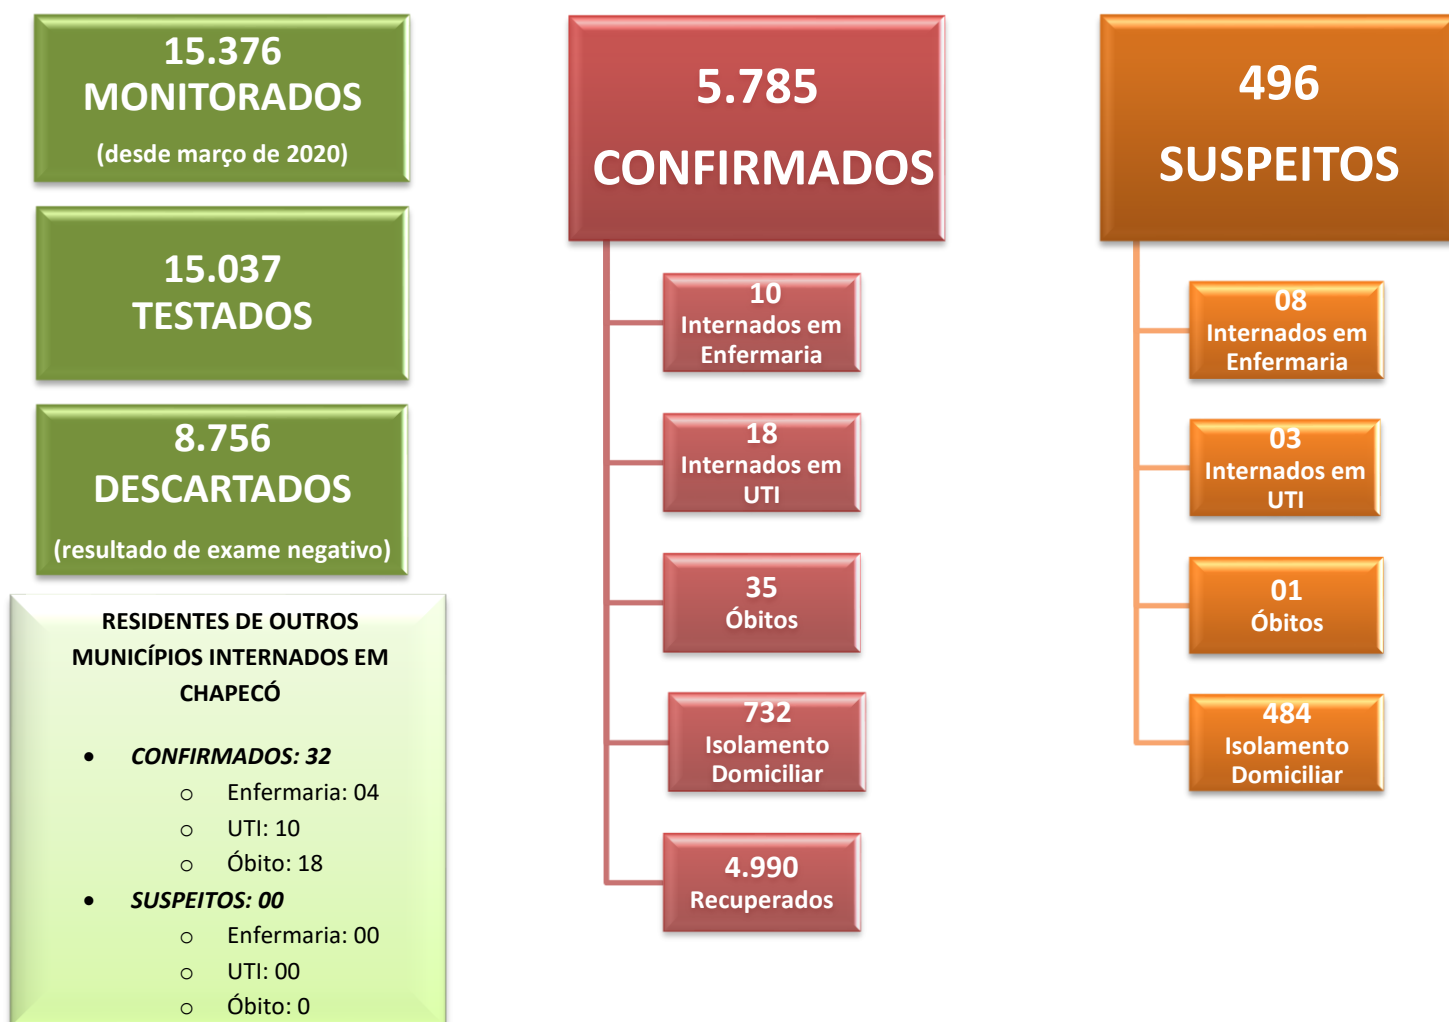 15.376
MONITORADOS
(desde março de 2020)
15.037
TESTADOS
8.756
DESCARTADOS
(resultado de exame negativo)
RESIDENTES DE OUTROS
MUNICÍPIOS INTERNADOS EM
CHAPECÓ
• CONFIRMADOS: 32
o Enfermaria: 04
o UTI: 10
o Óbito: 18
• SUSPEITOS: 00
o Enfermaria: 00
o UTI: 00
o Óbito: 0
5.785
CONFIRMADOS
10
Internados em
Enfermaria
18
Internados em
UTI
35
Óbitos
732
Isolamento
Domiciliar
4.990
Recuperados
496
SUSPEITOS
08
Internados em
Enfermaria
03
Internados em
UTI
01
Óbitos
484
Isolamento
Domiciliar